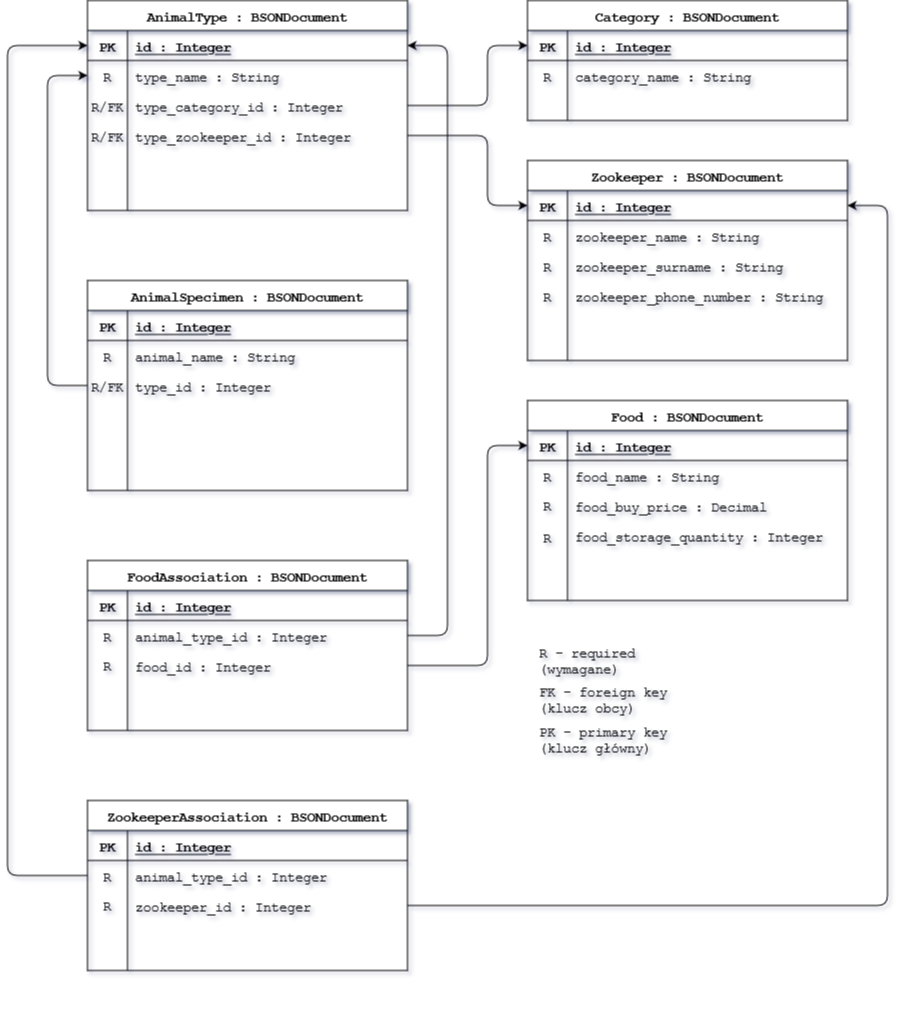 AnimalType : BSONDocument
PK id : Integer
R type_name : String
R/FK type_category_id : Integer
R/FK type_zookeeper_id : Integer
Category : BSONDocument
PK id : Integer
R category_name : String
Zookeeper : BSONDocument
PK id : Integer
R zookeeper_name : String
R zookeeper_surname : String
R zookeeper_phone_number : String
AnimalSpecimen : BSONDocument
PK id : Integer
R animal_name : String
R/FK type_id : Integer
Food : BSONDocument
PK id : Integer
R food_name : String
R food_buy_price : Decimal
R food_storage_quantity : Integer
FoodAssociation : BSONDocument
PK id : Integer
R animal_type_id : Integer
R food_id : Integer
R - required
(wymagane)
FK - foreign key
(klucz obcy)
PK - primary key
(klucz główny)
ZookeeperAssociation : BSONDocument
PK id : Integer
R animal_type_id : Integer
R zookeeper_id : Integer